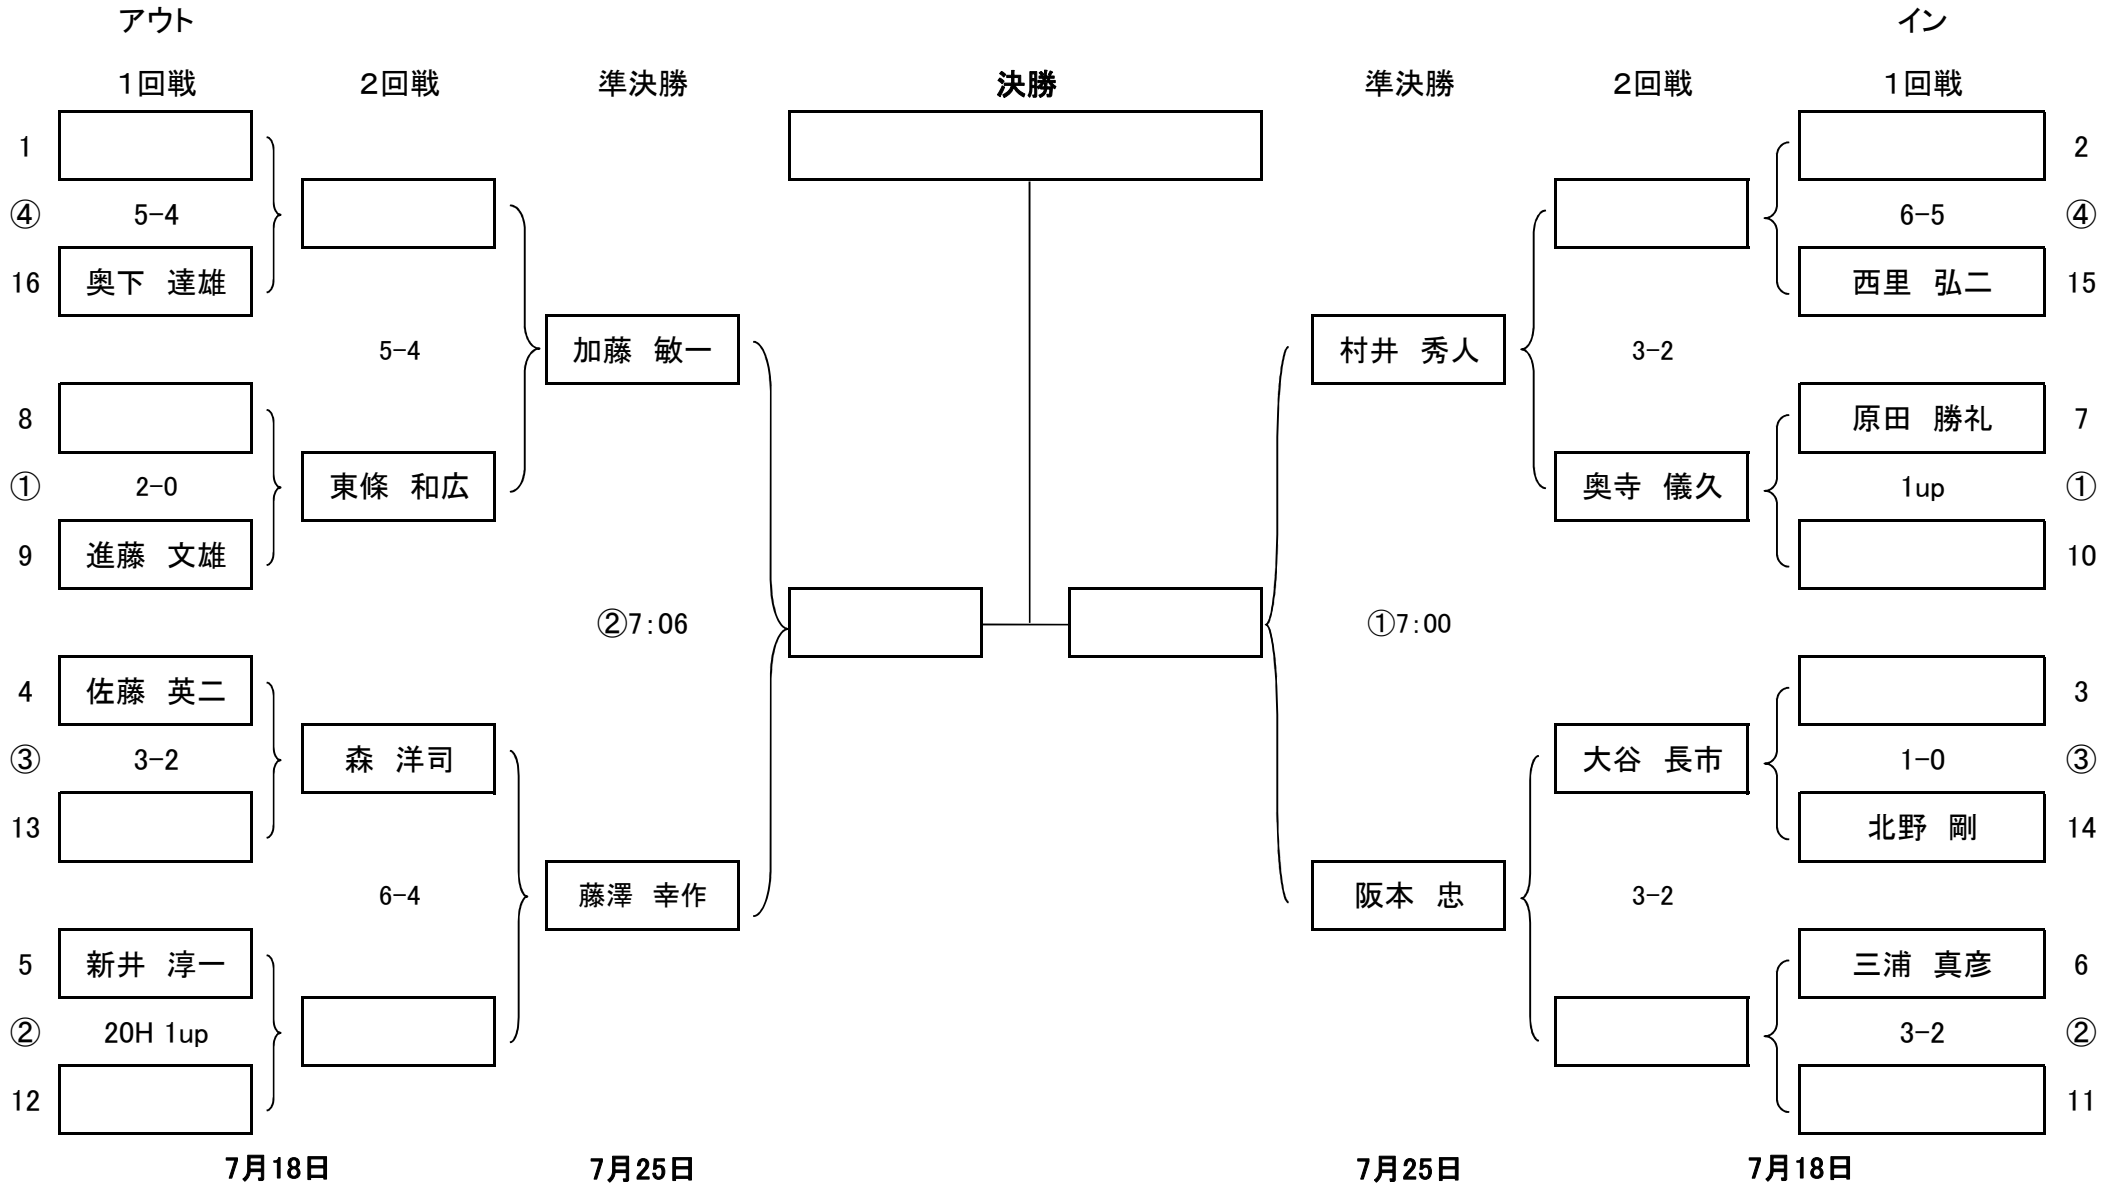 アウト イン
1回戦 2回戦 準決勝 決勝 準決勝 2回戦 1回戦
1 2
④ 5-4 6-5 ④
16 奥下 達雄 西里 弘二 15
5-4 加藤 敏一 村井 秀人 3-2
8 原田 勝礼 7
① 2-0 東條 和広 奥寺 儀久 1up ①
9 進藤 文雄 10
②7:06 ①7:00
4 佐藤 英二 3
③ 3-2 森 洋司 大谷 長市 1-0 ③
13 北野 剛 14
6-4 藤澤 幸作 阪本 忠 3-2
5 新井 淳一 三浦 真彦 6
② 20H 1up 3-2 ②
12 11
7月18日 7月25日 7月25日 7月18日